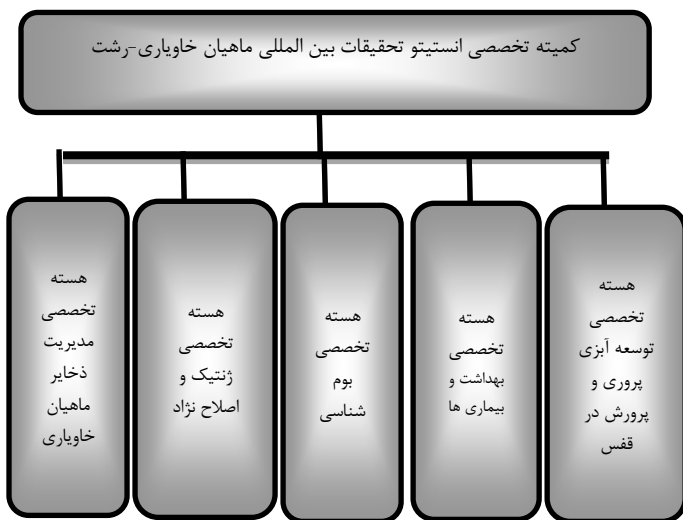 کمیته تخصصی انستیتو تحقیقات بین المللی ماهیان خاویاری-رشت
هسته
تخصصی
توسعه آبزی
پروری و
پرورش در
قفس
هسته
تخصصی
بهداشت و
بیماری ها
هسته
تخصصی
بوم
شناسی
هسته
تخصصی
ژنتیک و
اصلاح نژاد
هسته
تخصصی
مدیریت
ذخایر
ماهیان
خاویاری